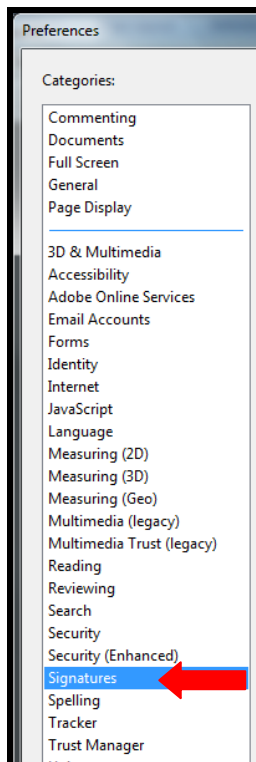 Preferences
Categories:
Commenting
Documents
Full Screen
General
Page Display
3D & Multimedia
Accessibility
Adobe Online Services
Email Accounts
Forms
Identity
Internet
JavaScript
Language
Measuring (2D)
Measuring (3D)
Measuring (Geo)
Multimedia (legacy)
Multimedia Trust (legacy)
Reading
Reviewing
Search
Security
Security (Enhanced)
Signatures
Spelling
Tracker
Trust Manager